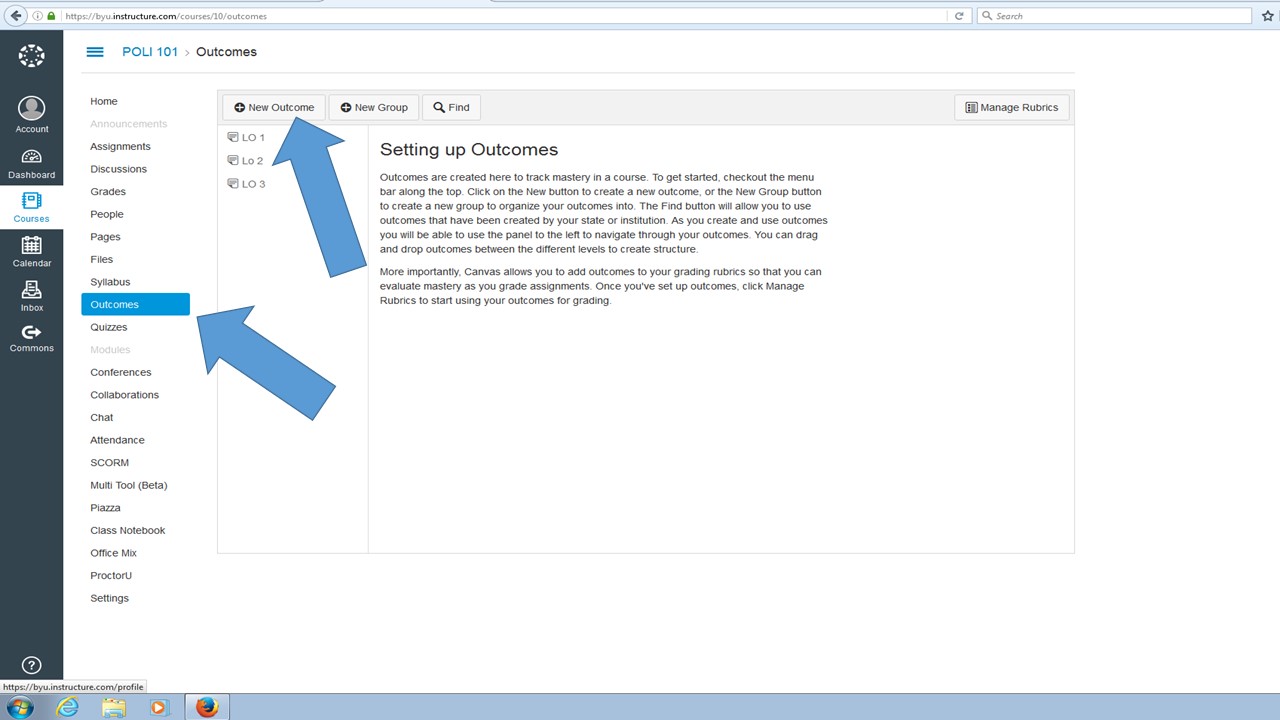 https://byu.instructure.com/courses/10/outcomes
Search
POLI 101 > Outcomes
Account
Dashboard
Courses
Calendar
Inbox
Commons
Home
Announcements
Assignments
Discussions
Grades
People
Pages
Files
Syllabus
Outcomes
Quizzes
Modules
Conferences
Collaborations
Chat
Attendance
SCORM
Multi Tool (Beta)
Piazza
Class Notebook
Office Mix
ProctorU
Settings
New Outcome
New Group
Find
Manage Rubrics
LO 1
Lo 2
LO 3
Setting up Outcomes
Outcomes are created here to track mastery in a course. To get started, checkout the menu
bar along the top. Click on the New button to create a new outcome, or the New Group button
to create a new group to organize your outcomes into. The Find button will allow you to use
outcomes that have been created by your state or institution. As you create and use outcomes
you will be able to use the panel to the left to navigate through your outcomes. You can drag
and drop outcomes between the different levels to create structure.
More importantly, Canvas allows you to add outcomes to your grading rubrics so that you can
evaluate mastery as you grade assignments. Once you've set up outcomes, click Manage
Rubrics to start using your outcomes for grading.
https://byu.instructure.com/profile